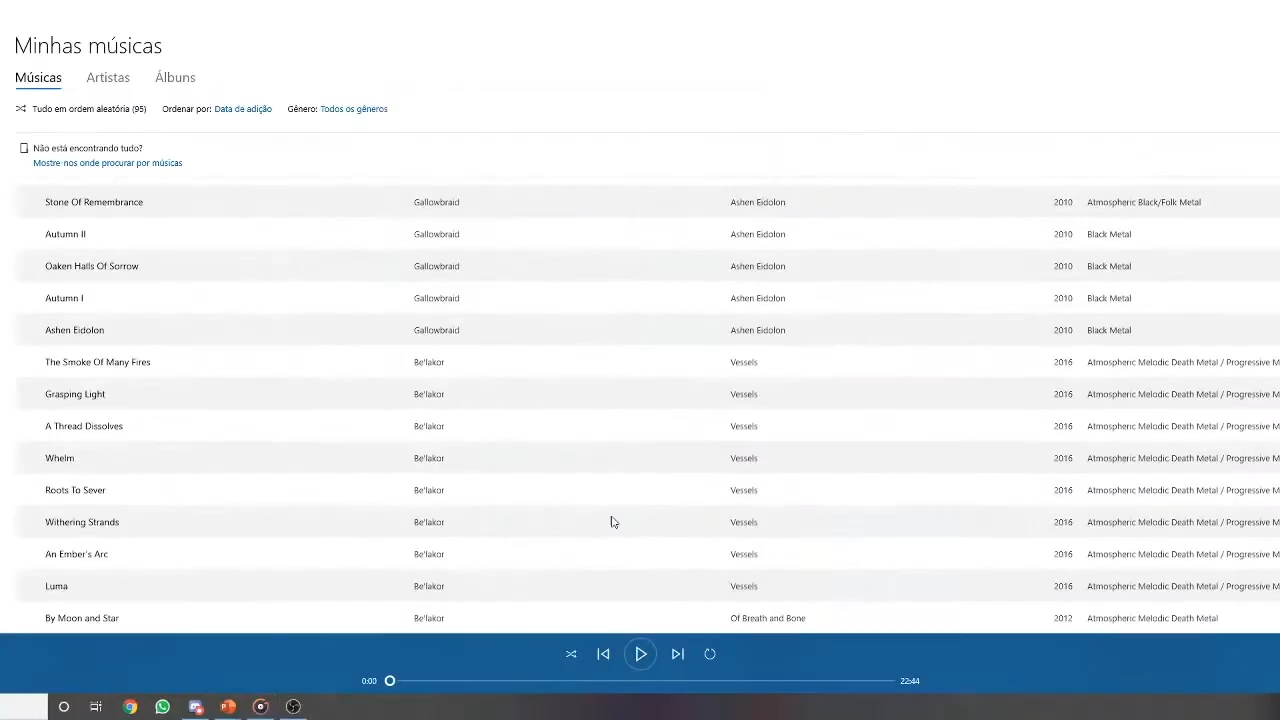 Minhas músicas
Músicas Artistas Álbuns
Tudo em ordem aleatória (95) Ordenar por: Data de adição Gênero: Todos os gêneros
Não está encontrando tudo?
Mostre-nos onde procurar por músicas
Stone Of Remembrance Gallowbraid Ashen Eidolon 2010 Atmospheric Black/Folk Metal
Autumn II Gallowbraid Ashen Eidolon 2010 Black Metal
Oaken Halls Of Sorrow Gallowbraid Ashen Eidolon 2010 Black Metal
Autumn I Gallowbraid Ashen Eidolon 2010 Black Metal
Ashen Eidolon Gallowbraid Ashen Eidolon 2010 Black Metal
The Smoke Of Many Fires Be'lakor Vessels 2016 Atmospheric Melodic Death Metal / Progressive M
Grasping Light Be'lakor Vessels 2016 Atmospheric Melodic Death Metal / Progressive M
A Thread Dissolves Be'lakor Vessels 2016 Atmospheric Melodic Death Metal / Progressive M
Whelm Be'lakor Vessels 2016 Atmospheric Melodic Death Metal / Progressive M
Roots To Sever Be'lakor Vessels 2016 Atmospheric Melodic Death Metal / Progressive M
Withering Strands Be'lakor Vessels 2016 Atmospheric Melodic Death Metal / Progressive M
An Ember's Arc Be'lakor Vessels 2016 Atmospheric Melodic Death Metal / Progressive M
Luma Be'lakor Vessels 2016 Atmospheric Melodic Death Metal / Progressive M
By Moon and Star Be'lakor Of Breath and Bone 2012 Atmospheric Melodic Death Metal
0:00 22:44